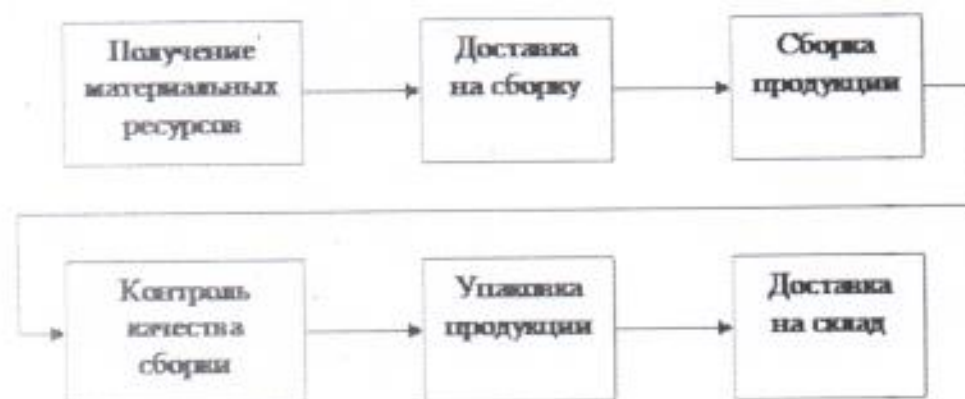 Получение
материальных
ресурсов
Доставка
на сборку
Сборка
продукции
Контроль
качества
сборки
Упаковка
продукции
Доставка
на склад